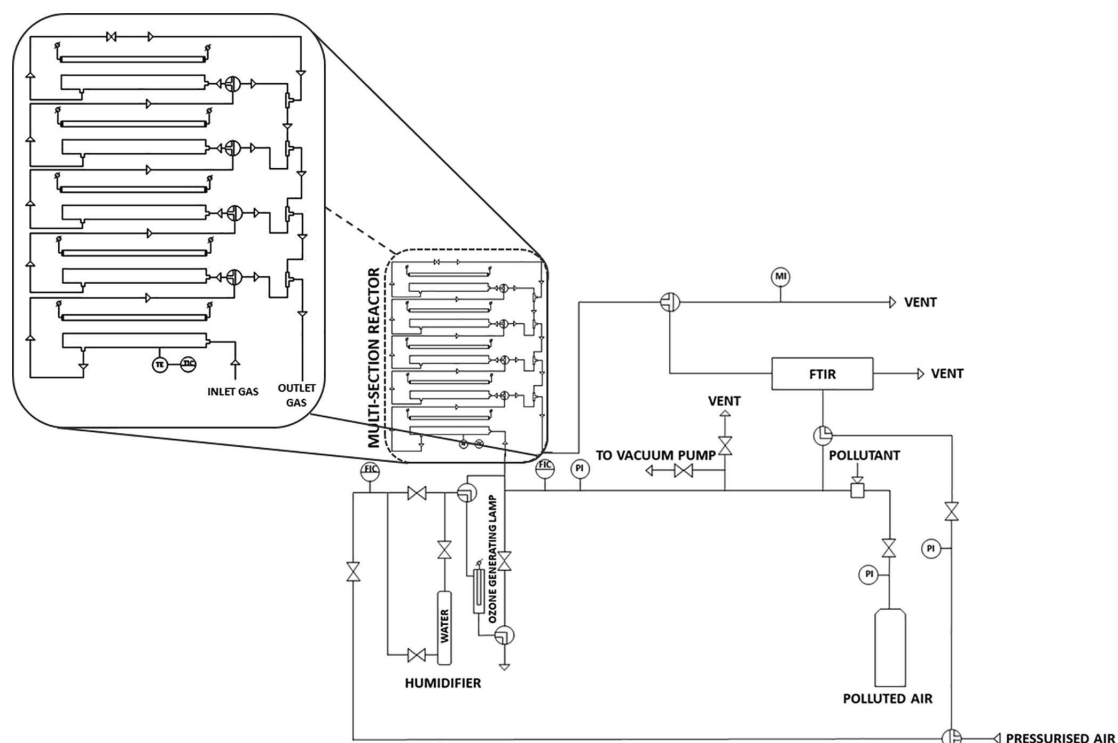 TE
TIC
INLET GAS
OUTLET
GAS
MULTI-SECTION REACTOR
MI
VENT
FTIR
VENT
VENT
TO VACUUM PUMP
POLLUTANT
FIC
FIC
PI
OZONE GENERATING LAMP
PI
PI
WATER
HUMIDIFIER
POLLUTED AIR
PRESSURISED AIR